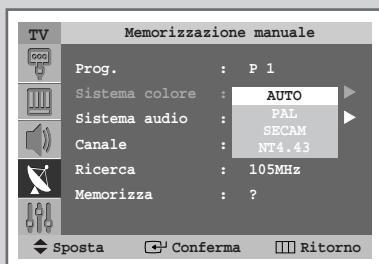 TV Memorizzazione manuale
Prog. : P 1
Sistema colore : AUTO
PAL
Sistema audio :
SECAM
Canale : NT4.43
Ricerca : 105MHz
Memorizza : ?
Sposta Conferma Ritorno